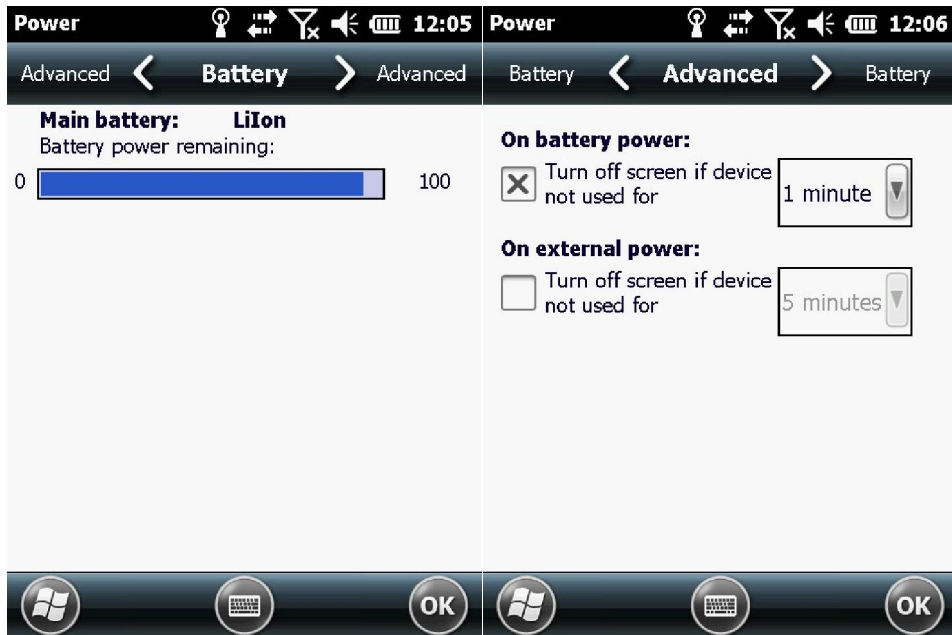 Power 12:05
Advanced Battery Advanced
Main battery: LiIon
Battery power remaining:
0 100
OK
Power 12:06
Battery Advanced Battery
On battery power:
Turn off screen if device
not used for
1 minute
On external power:
Turn off screen if device
not used for
5 minutes
OK